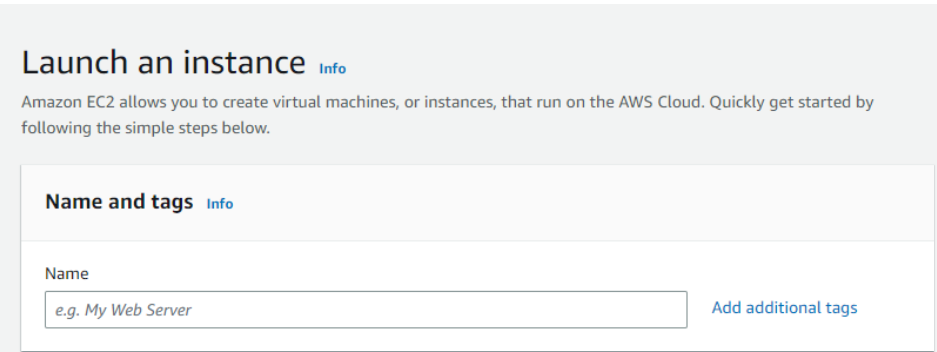 Launch an instance Info
Amazon EC2 allows you to create virtual machines, or instances, that run on the AWS Cloud. Quickly get started by
following the simple steps below.
Name and tags Info
Name
e.g. My Web Server Add additional tags